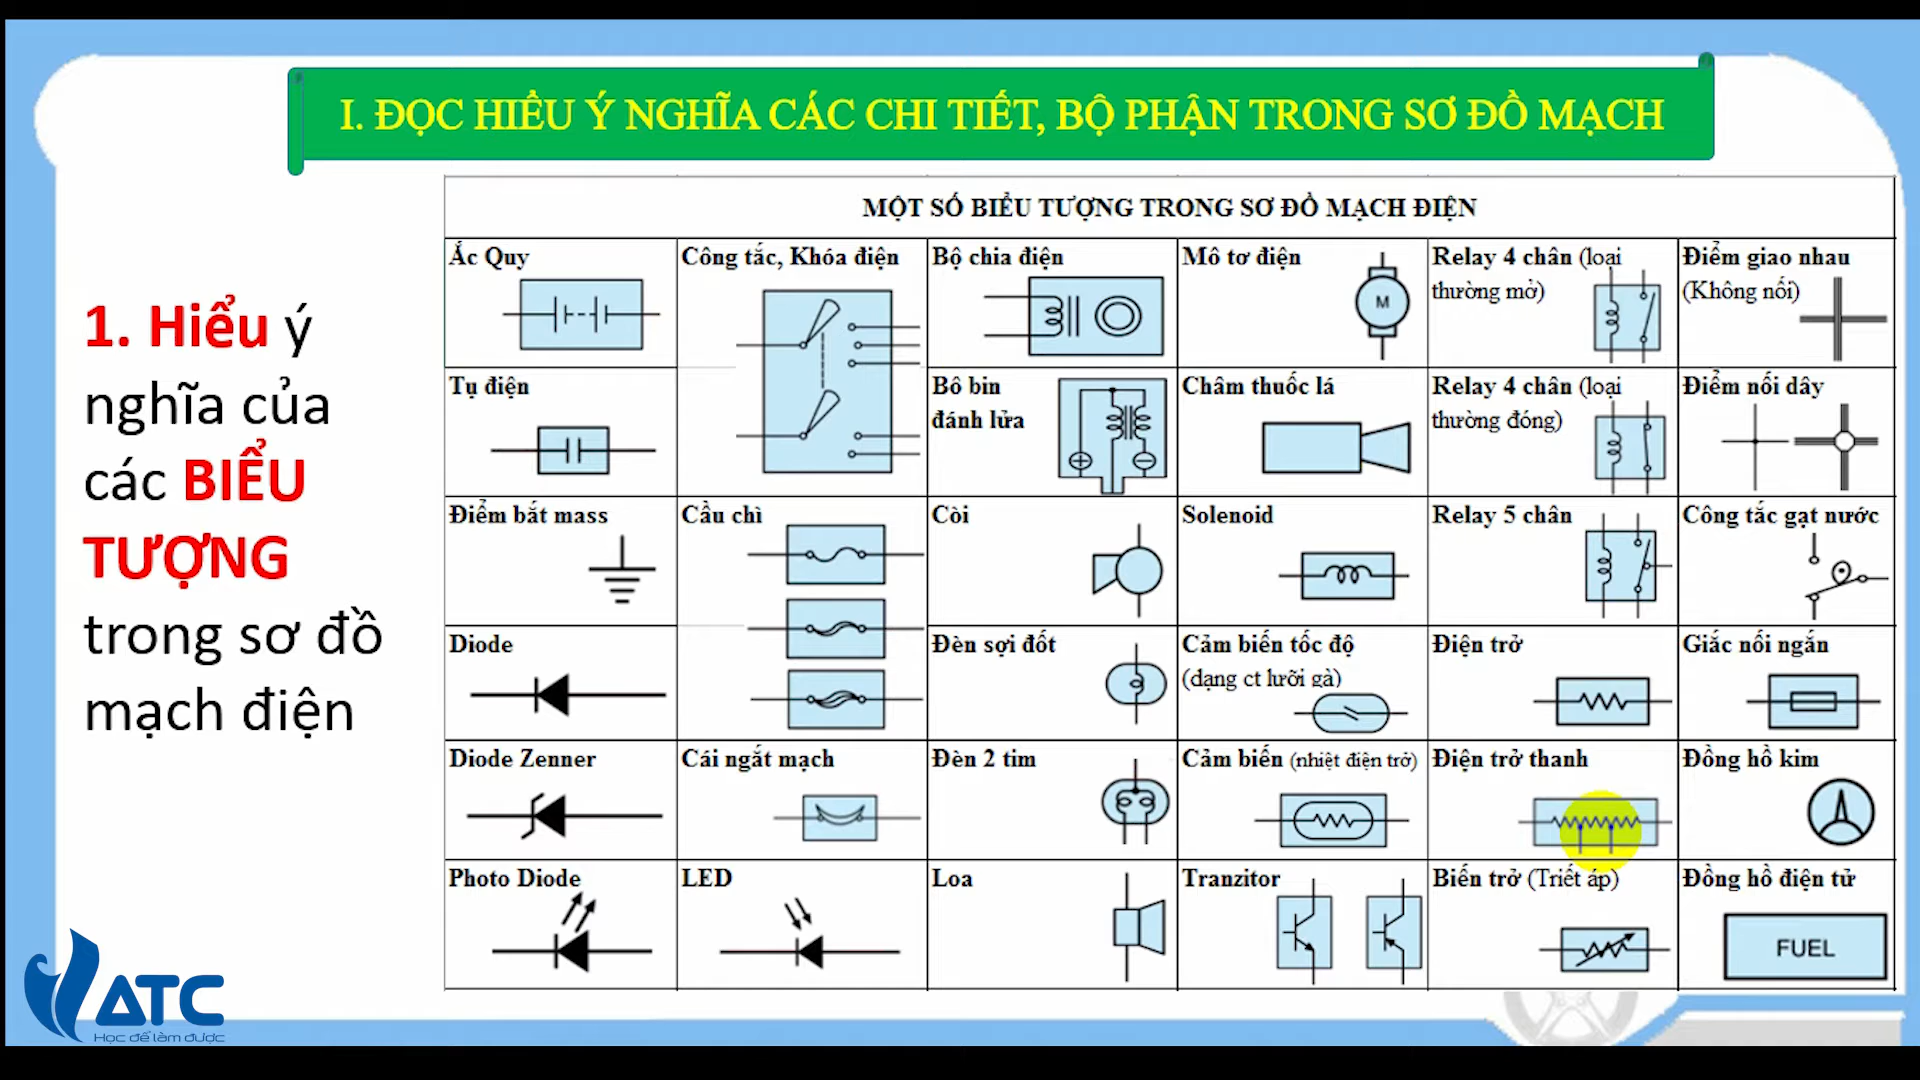 I. ĐỌC HIỂU Ý NGHĨA CÁC CHI TIẾT, BỘ PHẬN TRONG SƠ ĐỒ MẠCH
1. Hiểu ý
nghĩa của
các BIỂU
TƯỢNG
trong sơ đồ
mạch điện
MỘT SỐ BIỂU TƯỢNG TRONG SƠ ĐỒ MẠCH ĐIỆN
Ắc Quy
Công tắc, Khóa điện
Bộ chia điện
Mô tơ điện
M
Relay 4 chân (loại
thường mở)
Điểm giao nhau
(Không nối)
Tụ điện
Bô bin
đánh lửa
Châm thuốc lá
Relay 4 chân (loại
thường đóng)
Điểm nối dây
Điểm bắt mass
Cầu chì
Còi
Solenoid
Relay 5 chân
Công tắc gạt nước
Diode
Đèn sợi đốt
Cảm biến tốc độ
(dạng ct lưỡi gà)
Điện trở
Giắc nối ngắn
Diode Zenner
Cái ngắt mạch
Đèn 2 tim
Cảm biến (nhiệt điện trở)
Điện trở thanh
Đồng hồ kim
Photo Diode
LED
Loa
Tranzitor
Biến trở (Triết áp)
Đồng hồ điện tử
FUEL
VATC
Học để làm được